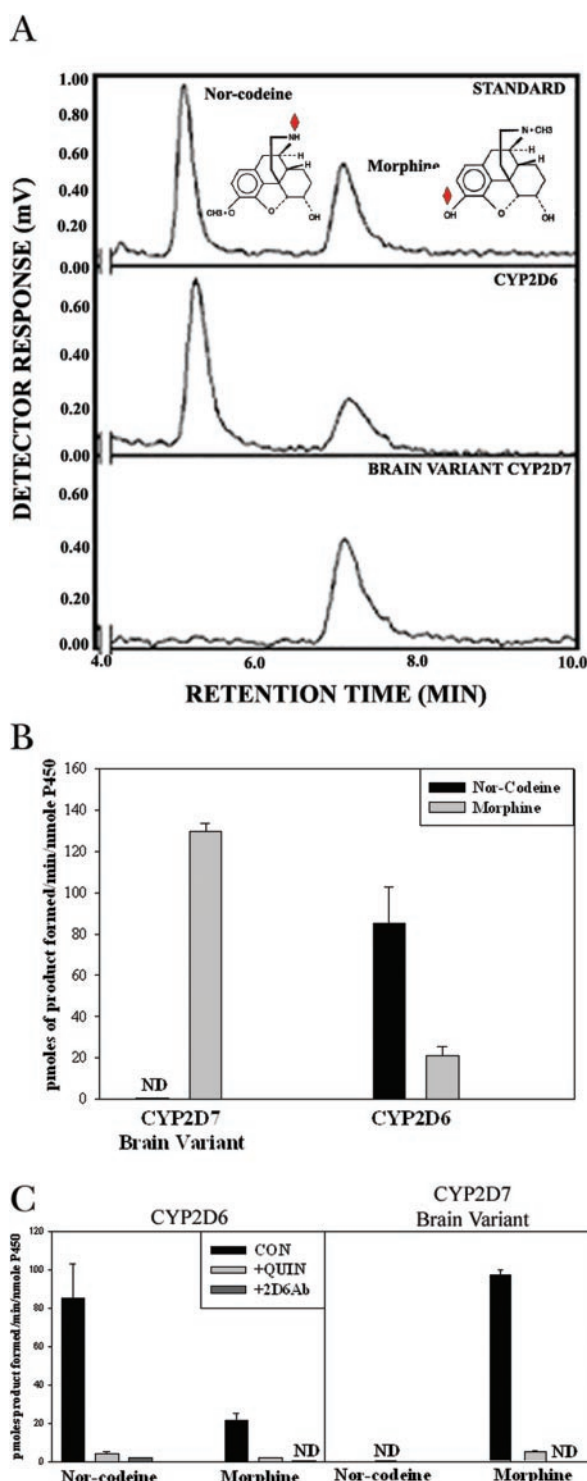 A
DETECTOR RESPONSE (mV)
1.00
0.80
0.60
0.40
0.20
0.00
Nor-codeine
STANDARD
NH
H
H
CH3-O
O
OH
Morphine
N-CH3
H
H
OH
O
OH
CYP2D6
0.60
0.40
0.20
0.00
BRAIN VARIANT CYP2D7
0.60
0.40
0.20
0.00
4.0 6.0 8.0 10.0
RETENTION TIME (MIN)
B
pmoles of product formed/min/nmole P450
160
140
120
100
80
60
40
20
0
Nor-Codeine
Morphine
ND
CYP2D7
Brain Variant
CYP2D6
C
CYP2D6
CYP2D7
Brain Variant
pmoles product formed/min/nmole P450
120
100
80
60
40
20
0
CON
+QUIN
+2D6Ab
ND
ND
ND
Nor-codeine Morphine Nor-codeine Morphine